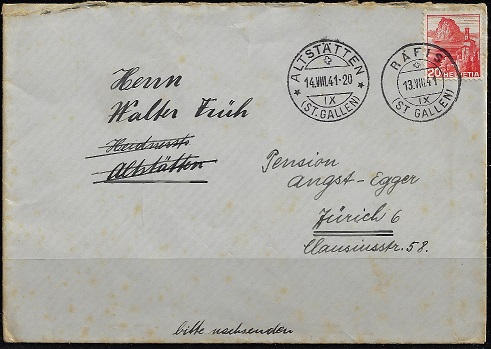 ALTSTÄTTEN
14.VIII.41-20
IX
(ST. GALLEN)
13.VIII.41
IX
(ST. GALLEN)
20 HELVETIA
Herrn
Walter Früh
Altstätten
Pension
Angst-Egger
Zürich 6
Clausiusstr. 58.
bitte nachsenden